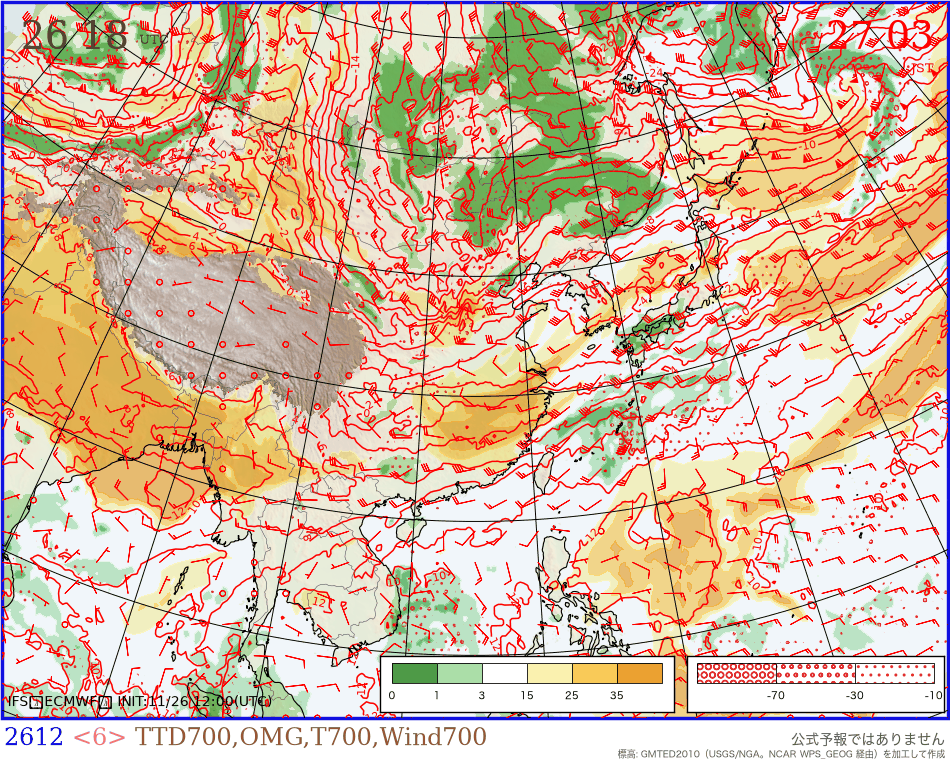 26 18 UTC
27 03 JST
IFS□ECMWF□ INIT:11/26 12:00(UTC)
0 1 3 15 25 35
-70 -30 -10
2612 <6> TTD700,OMG,T700,Wind700
公式予報ではありません
標高: GMTED2010（USGS/NGA。NCAR WPS_GEOG 経由）を加工して作成